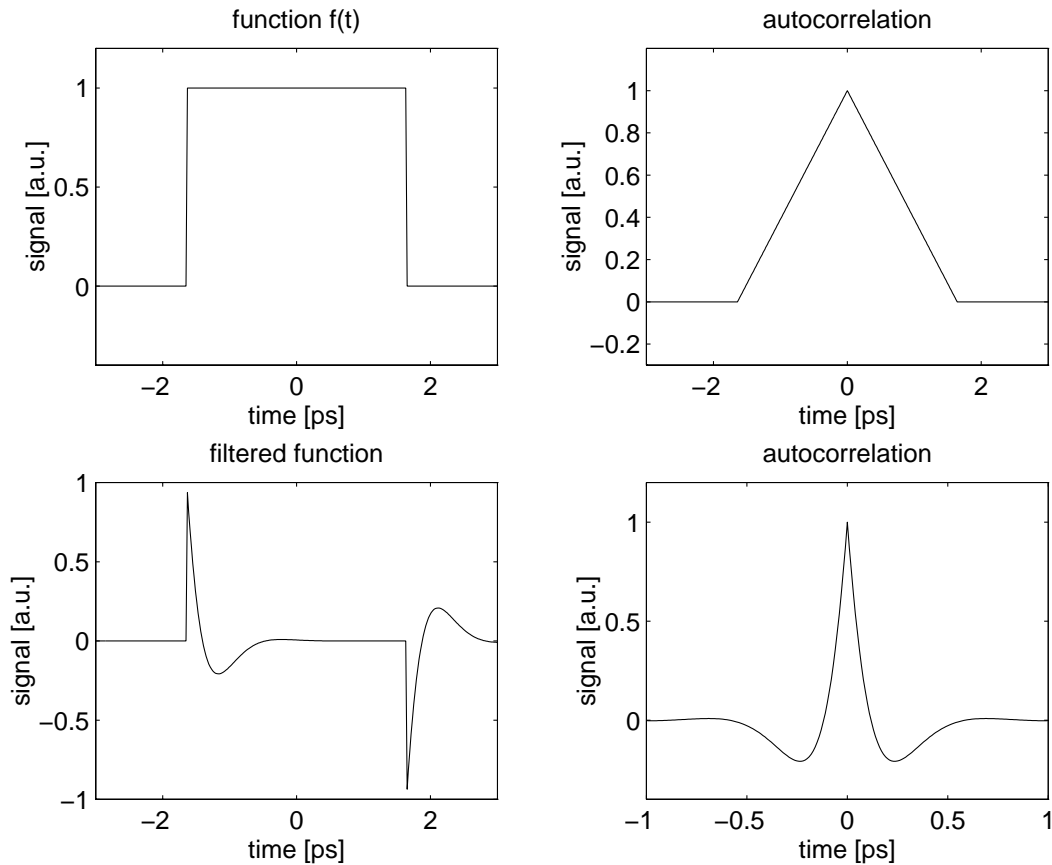 function f(t)
signal [a.u.]
1
0.5
0
−2
0
2
time [ps]
autocorrelation
signal [a.u.]
1
0.8
0.6
0.4
0.2
0
−0.2
−2
0
2
time [ps]
filtered function
signal [a.u.]
1
0.5
0
−0.5
−1
−2
0
2
time [ps]
autocorrelation
signal [a.u.]
1
0.5
0
−1
−0.5
0
0.5
1
time [ps]